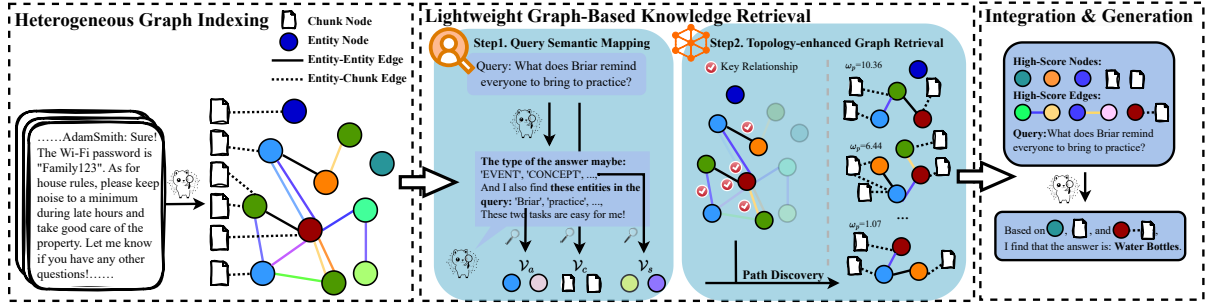 Heterogeneous Graph Indexing
Chunk Node
Entity Node
Entity-Entity Edge
Entity-Chunk Edge
......AdamSmith: Sure!
The Wi-Fi password is
"Family123". As for
house rules, please keep
noise to a minimum
during late hours and
take good care of the
property. Let me know
if you have any other
questions!......
Lightweight Graph-Based Knowledge Retrieval
Step1. Query Semantic Mapping
Query: What does Briar remind
everyone to bring to practice?
The type of the answer maybe:
'EVENT', 'CONCEPT', ...,
And I also find these entities in the
query: 'Briar', 'practice', ...,
These two tasks are easy for me!
𝒱a
𝒱c
𝒱s
Step2. Topology-enhanced Graph Retrieval
Key Relationship
ωp=10.36
ωp=6.44
...
ωp=1.07
Path Discovery
Integration & Generation
High-Score Nodes:
High-Score Edges:
Query:What does Briar remind
everyone to bring to practice?
Based on , , and ,
I find that the answer is: Water Bottles.